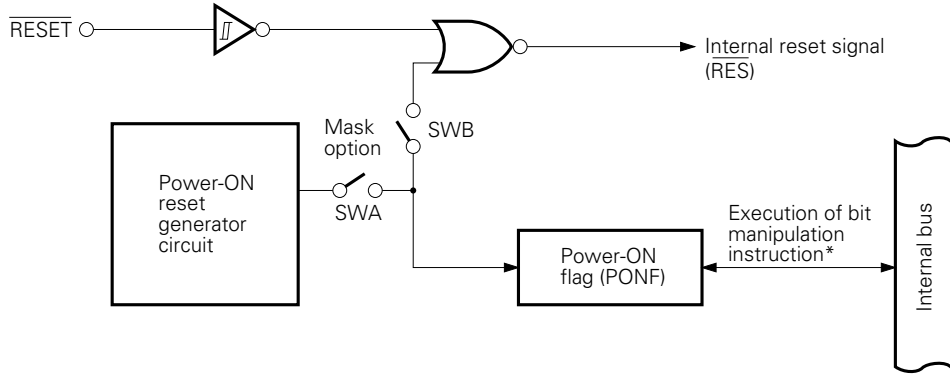 RESET
Internal reset signal
(RES)
Mask
option
SWB
Power-ON
reset
generator
circuit
SWA
Execution of bit
manipulation
instruction*
Power-ON
flag (PONF)
Internal bus